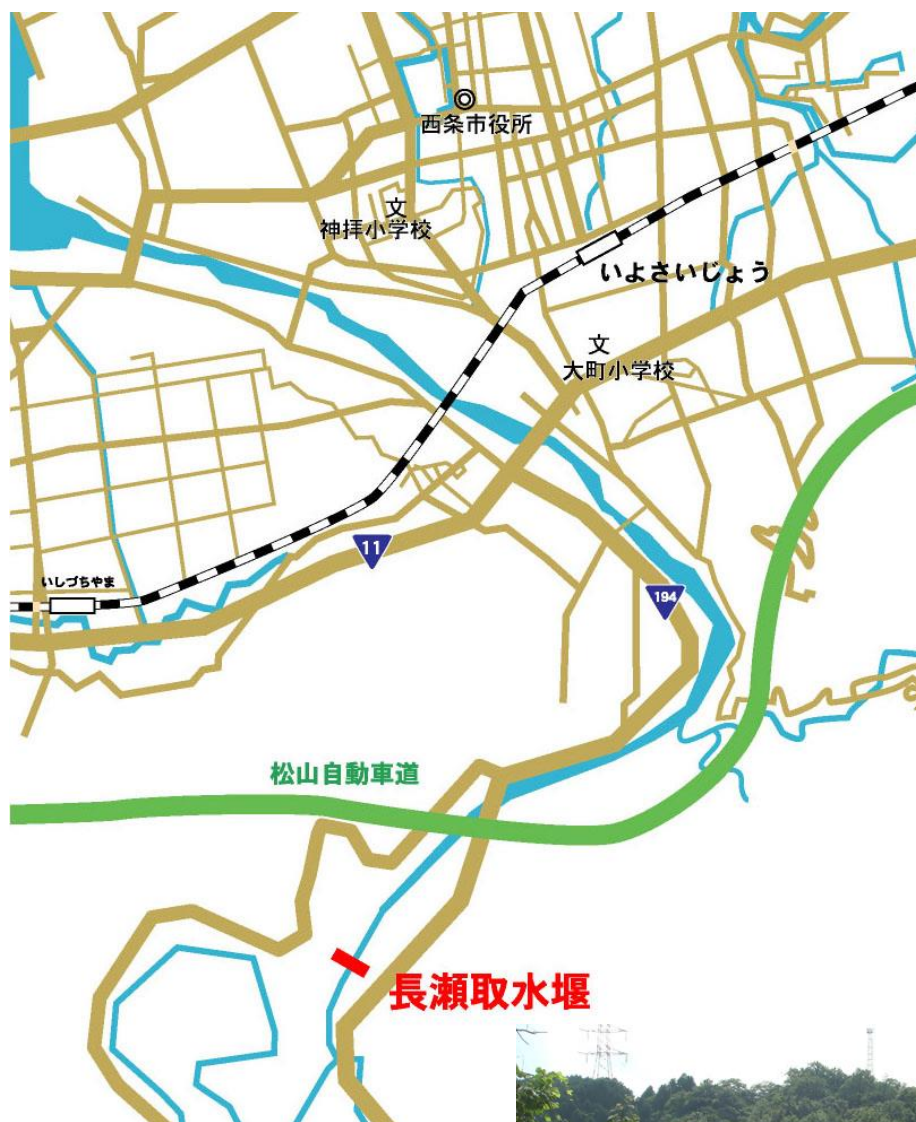 西条市役所
文
神拝小学校
いよさいじょう
文
大町小学校
11
いしづちやま
194
松山自動車道
長瀬取水堰